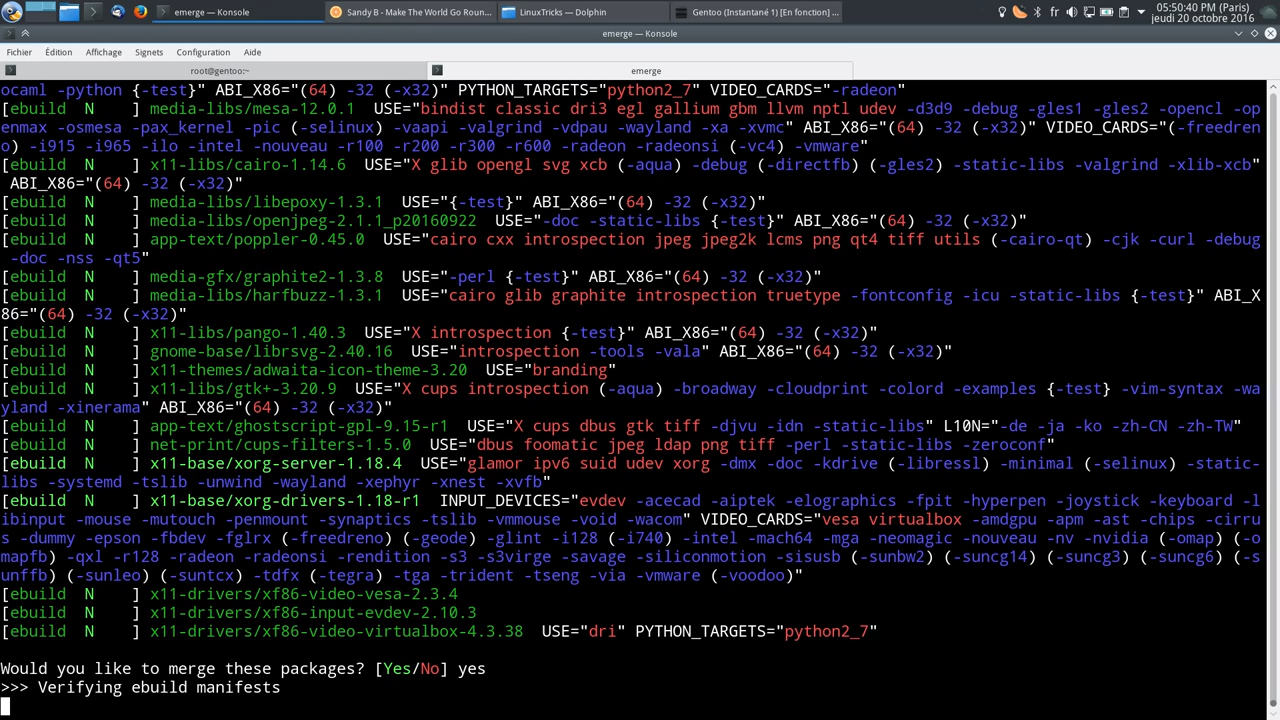 emerge — Konsole
Sandy B - Make The World Go Roun...
LinuxTricks — Dolphin
Gentoo (Instantané 1) [En fonction] ...
fr
05:50:40 PM (Paris)
jeudi 20 octobre 2016
emerge — Konsole
Fichier Édition Affichage Signets Configuration Aide
root@gentoo:~
emerge
ocaml -python {-test}" ABI_X86="(64) -32 (-x32)" PYTHON_TARGETS="python2_7" VIDEO_CARDS="-radeon"
[ebuild  N     ] media-libs/mesa-12.0.1  USE="bindist classic dri3 egl gallium gbm llvm nptl udev -d3d9 -debug -gles1 -gles2 -opencl -op
enmax -osmesa -pax_kernel -pic (-selinux) -vaapi -valgrind -vdpau -wayland -xa -xvmc" ABI_X86="(64) -32 (-x32)" VIDEO_CARDS="(-freedren
o) -i915 -i965 -ilo -intel -nouveau -r100 -r200 -r300 -r600 -radeon -radeonsi (-vc4) -vmware"
[ebuild  N     ] x11-libs/cairo-1.14.6  USE="X glib opengl svg xcb (-aqua) -debug (-directfb) (-gles2) -static-libs -valgrind -xlib-xcb"
ABI_X86="(64) -32 (-x32)"
[ebuild  N     ] media-libs/libepoxy-1.3.1  USE="{-test}" ABI_X86="(64) -32 (-x32)"
[ebuild  N     ] media-libs/openjpeg-2.1.1_p20160922  USE="-doc -static-libs {-test}" ABI_X86="(64) -32 (-x32)"
[ebuild  N     ] app-text/poppler-0.45.0  USE="cairo cxx introspection jpeg jpeg2k lcms png qt4 tiff utils (-cairo-qt) -cjk -curl -debug
-doc -nss -qt5"
[ebuild  N     ] media-gfx/graphite2-1.3.8  USE="-perl {-test}" ABI_X86="(64) -32 (-x32)"
[ebuild  N     ] media-libs/harfbuzz-1.3.1  USE="cairo glib graphite introspection truetype -fontconfig -icu -static-libs {-test}" ABI_X
86="(64) -32 (-x32)"
[ebuild  N     ] x11-libs/pango-1.40.3  USE="X introspection {-test}" ABI_X86="(64) -32 (-x32)"
[ebuild  N     ] gnome-base/librsvg-2.40.16  USE="introspection -tools -vala" ABI_X86="(64) -32 (-x32)"
[ebuild  N     ] x11-themes/adwaita-icon-theme-3.20  USE="branding"
[ebuild  N     ] x11-libs/gtk+-3.20.9  USE="X cups introspection (-aqua) -broadway -cloudprint -colord -examples {-test} -vim-syntax -wa
yland -xinerama" ABI_X86="(64) -32 (-x32)"
[ebuild  N     ] app-text/ghostscript-gpl-9.15-r1  USE="X cups dbus gtk tiff -djvu -idn -static-libs" L10N="-de -ja -ko -zh-CN -zh-TW"
[ebuild  N     ] net-print/cups-filters-1.5.0  USE="dbus foomatic jpeg ldap png tiff -perl -static-libs -zeroconf"
[ebuild  N     ] x11-base/xorg-server-1.18.4  USE="glamor ipv6 suid udev xorg -dmx -doc -kdrive (-libressl) -minimal (-selinux) -static-
libs -systemd -tslib -unwind -wayland -xephyr -xnest -xvfb"
[ebuild  N     ] x11-base/xorg-drivers-1.18-r1  INPUT_DEVICES="evdev -acecad -aiptek -elographics -fpit -hyperpen -joystick -keyboard -l
ibinput -mouse -mutouch -penmount -synaptics -tslib -vmmouse -void -wacom" VIDEO_CARDS="vesa virtualbox -amdgpu -apm -ast -chips -cirru
s -dummy -epson -fbdev -fglrx (-freedreno) (-geode) -glint -i128 (-i740) -intel -mach64 -mga -neomagic -nouveau -nv -nvidia (-omap) (-o
mapfb) -qxl -r128 -radeon -radeonsi -rendition -s3 -s3virge -savage -siliconmotion -sisusb (-sunbw2) (-suncg14) (-suncg3) (-suncg6) (-s
unffb) (-sunleo) (-suntcx) -tdfx (-tegra) -tga -trident -tseng -via -vmware (-voodoo)"
[ebuild  N     ] x11-drivers/xf86-video-vesa-2.3.4
[ebuild  N     ] x11-drivers/xf86-input-evdev-2.10.3
[ebuild  N     ] x11-drivers/xf86-video-virtualbox-4.3.38  USE="dri" PYTHON_TARGETS="python2_7"
Would you like to merge these packages? [Yes/No] yes
>>> Verifying ebuild manifests